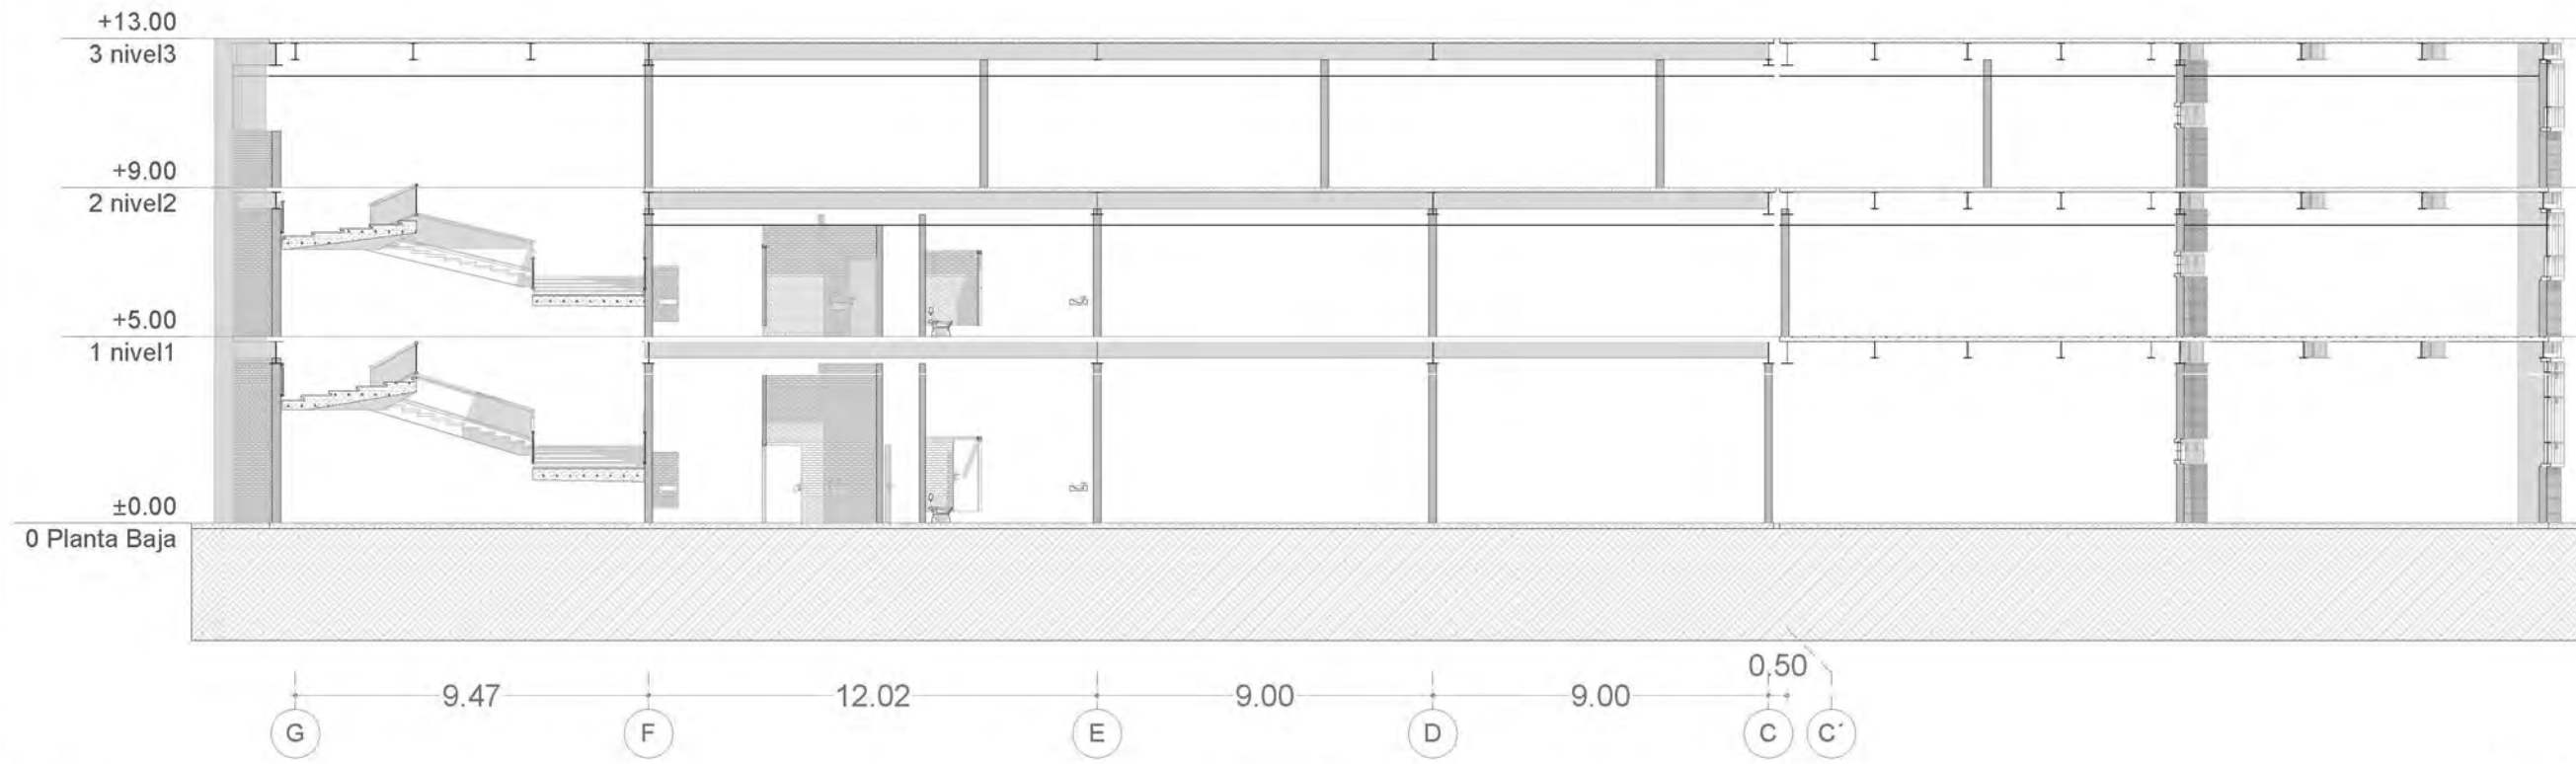 +13.00
3 nivel3
+9.00
2 nivel2
+5.00
1 nivel1
±0.00
0 Planta Baja
0.50
9.47 12.02 9.00 9.00
G F E D C C´